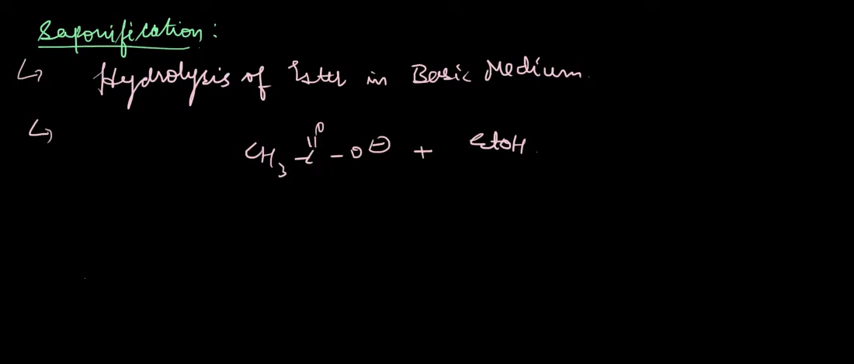 Saponification:
↳ Hydrolysis of Ester in Basic Medium.
↳ CH3-C(=O)-O⊖ + EtOH.